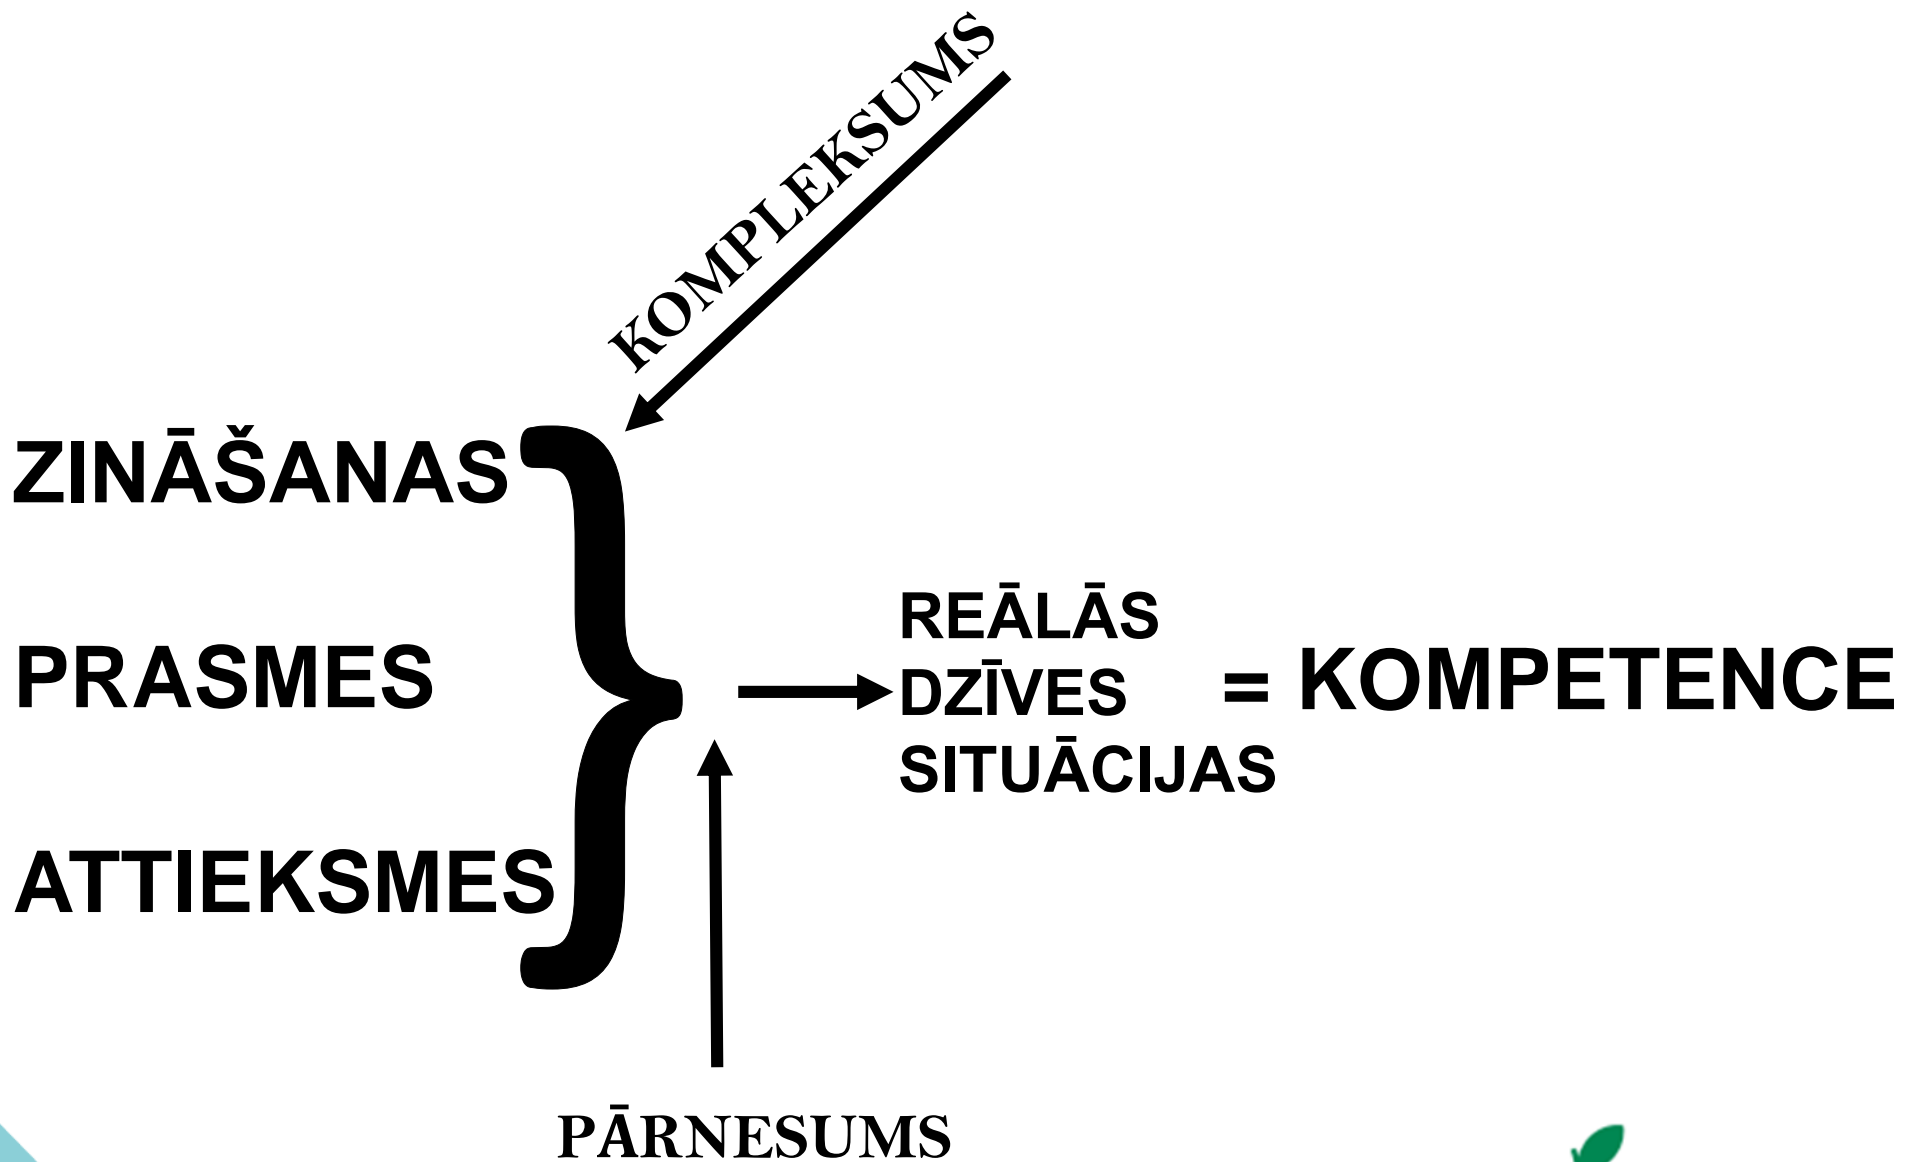 KOMPLEKSUMS
ZINĀŠANAS
PRASMES
ATTIEKSMES
}
REĀLĀS
DZĪVES
SITUĀCIJAS
= KOMPETENCE
PĀRNESUMS